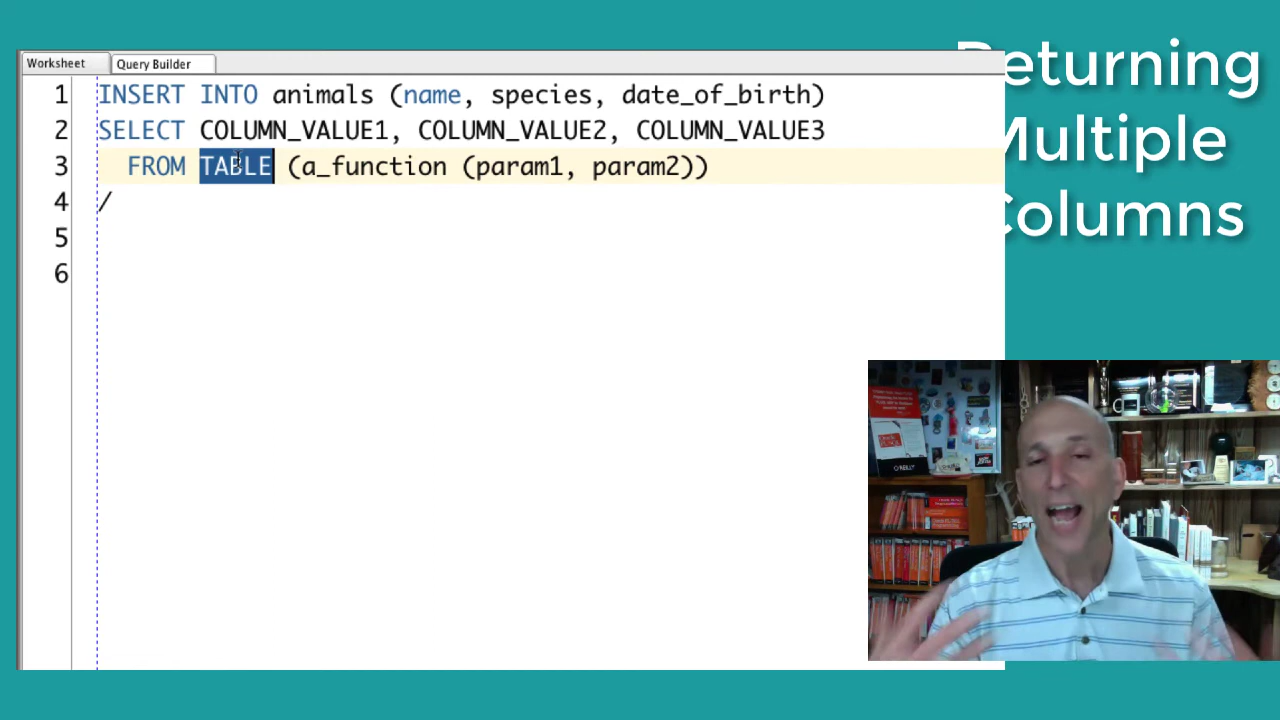 Returning
Multiple
Columns
Worksheet
Query Builder
1 INSERT INTO animals (name, species, date_of_birth)
2 SELECT COLUMN_VALUE1, COLUMN_VALUE2, COLUMN_VALUE3
3 FROM TABLE (a_function (param1, param2))
4 /
5
6
O'REILLY